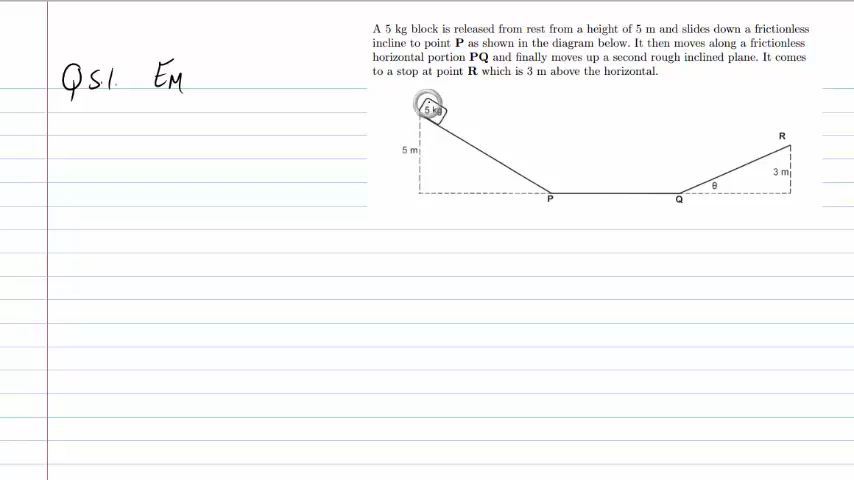 A 5 kg block is released from rest from a height of 5 m and slides down a frictionless
incline to point P as shown in the diagram below. It then moves along a frictionless
horizontal portion PQ and finally moves up a second rough inclined plane. It comes
to a stop at point R which is 3 m above the horizontal.
Q5.1. EM
5 kg
5 m
R
3 m
θ
P
Q